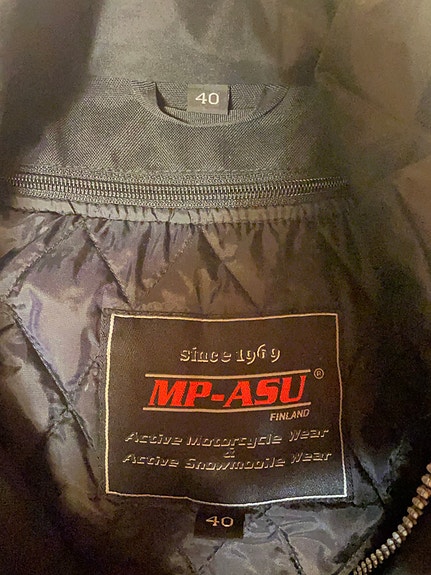 40
Since 1969
MP-ASU®
FINLAND
Active Motorcycle Wear
&
Active Snowmobile Wear
40